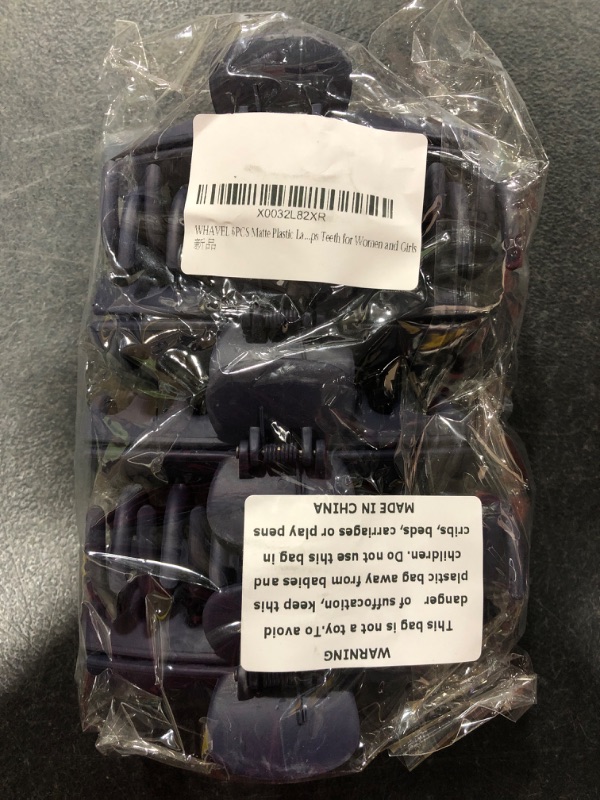 X0032L82XR
WHAVEL 6PCS Matte Plastic La...ps Teeth for Women and Girls
新品
WARNING
This bag is not a toy.To avoid
danger of suffocation, keep this
plastic bag away from babies and
children. Do not use this bag in
cribs, beds, carriages or play pens
MADE IN CHINA